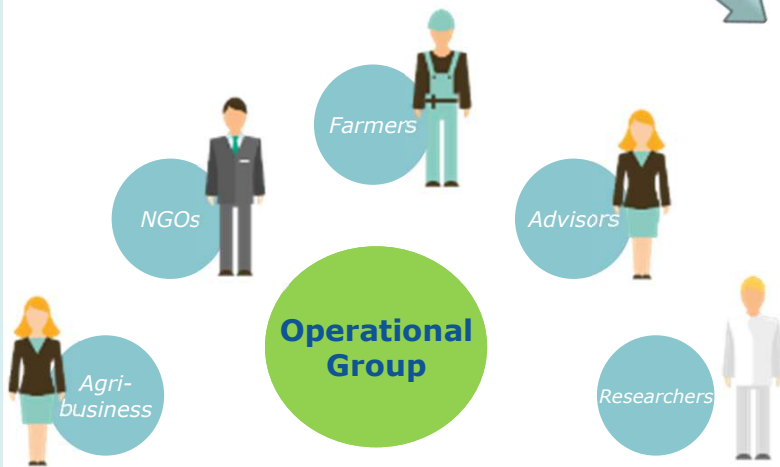 Farmers
NGOs
Advisors
Operational
Group
Agri-
business
Researchers